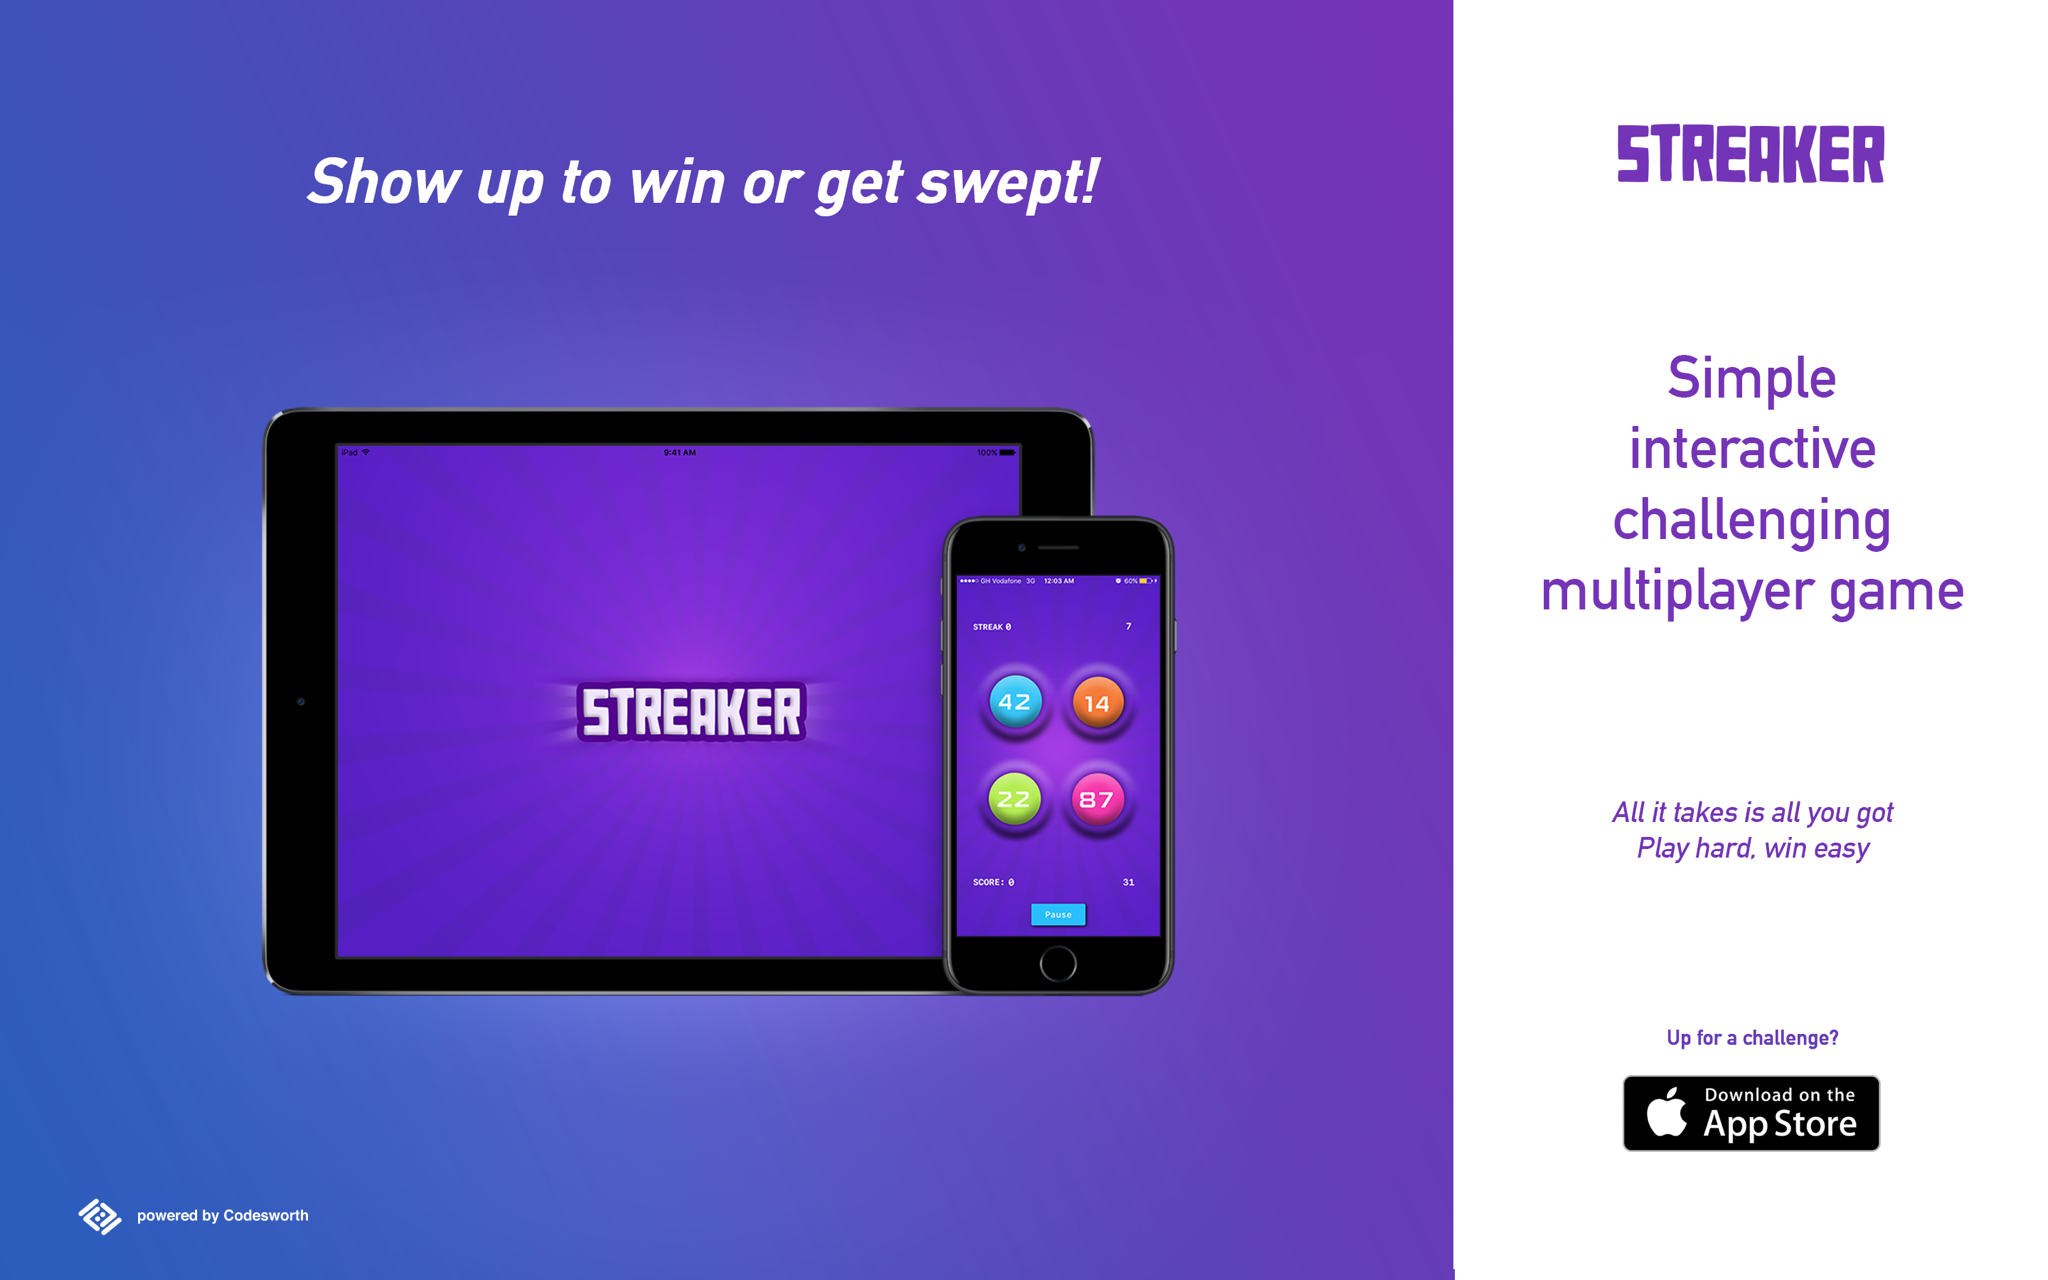 Show up to win or get swept!
iPad 9:41 AM 100%
STREAKER
GH Vodafone 3G 12:03 AM 60%
STREAK 0 7
42 14
22 87
SCORE: 0 31
Pause
powered by Codesworth
STREAKER
Simple
interactive
challenging
multiplayer game
All it takes is all you got
Play hard, win easy
Up for a challenge?
Download on the
App Store